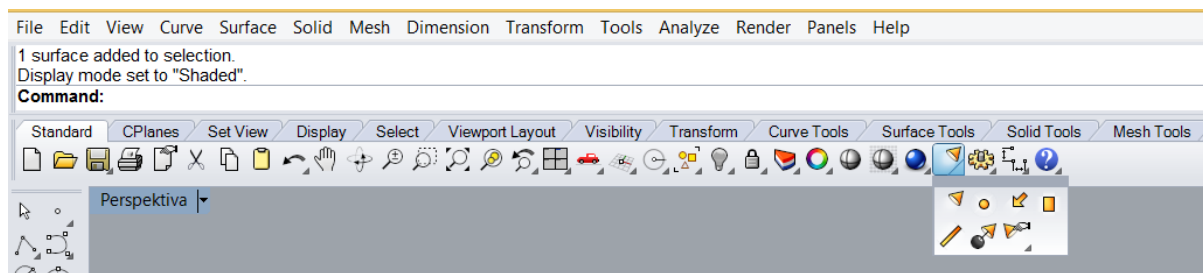 File Edit View Curve Surface Solid Mesh Dimension Transform Tools Analyze Render Panels Help
1 surface added to selection.
Display mode set to "Shaded".
Command:
Standard CPlanes Set View Display Select Viewport Layout Visibility Transform Curve Tools Surface Tools Solid Tools Mesh Tools
Perspektiva